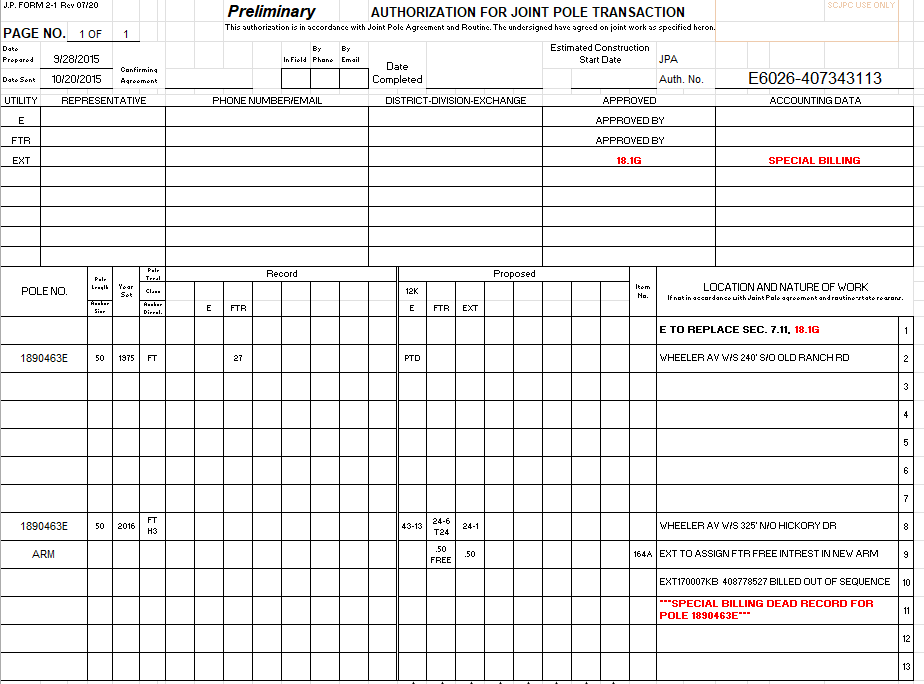 J.P. FORM 2-1 Rev 07/20
Preliminary
AUTHORIZATION FOR JOINT POLE TRANSACTION
SCJPC USE ONLY
This authorization is in accordance with Joint Pole Agreement and Routine. The undersigned have agreed on joint work as specified heron.
PAGE NO. 1 OF 1
Date Prepared 9/28/2015
Date Sent 10/20/2015
Confirming Agreement
In Field By Phone By Email
Date Completed
Estimated Construction Start Date
JPA
Auth. No. E6026-407343113
UTILITY REPRESENTATIVE PHONE NUMBER/EMAIL DISTRICT-DIVISION-EXCHANGE APPROVED ACCOUNTING DATA
E APPROVED BY
FTR APPROVED BY
EXT 18.1G SPECIAL BILLING
POLE NO.
Pole Length
Anchor Size
Year Set
Pole Treat
Class
Anchor Direct.
Record
E FTR
Proposed
12K
E FTR EXT
Item No.
LOCATION AND NATURE OF WORK
If not in accordance with Joint Pole agreement and routine-state reasons.
E TO REPLACE SEC. 7.11, 18.1G 1
1890463E 50 1975 FT 27 PTD WHEELER AV W/S 240' S/O OLD RANCH RD 2
3
4
5
6
7
1890463E 50 2016 FT H3 43-13 24-6 T24 24-1 WHEELER AV W/S 325' N/O HICKORY DR 8
ARM .50 FREE .50 164A EXT TO ASSIGN FTR FREE INTREST IN NEW ARM 9
EXT170007KB 408778527 BILLED OUT OF SEQUENCE 10
***SPECIAL BILLING DEAD RECORD FOR
POLE 1890463E*** 11
12
13